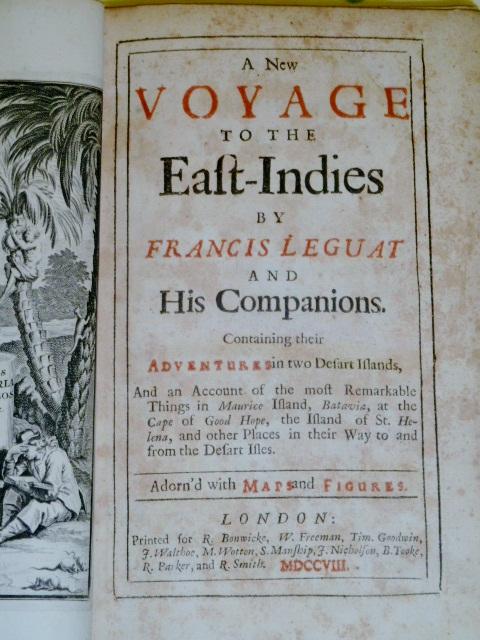 A New
VOYAGE
TO THE
Eaſt-Indies
BY
FRANCIS LEGUAT
AND
His Companions.
Containing their
ADVENTURES in two Deſart Iſlands,
And an Account of the moſt Remarkable
Things in Maurice Iſland, Batavia, at the
Cape of Good Hope, the Iſland of St. He-
lena, and other Places in their Way to and
from the Deſart Iſles.
Adorn'd with MAPS and FIGURES.
LONDON:
Printed for R. Bonwicke, W. Freeman, Tim. Goodwin,
J. Walthoe, M. Wotton, S. Manſhip, J. Nicholſon, B. Tooke,
R. Parker, and R. Smith. MDCCVIII.